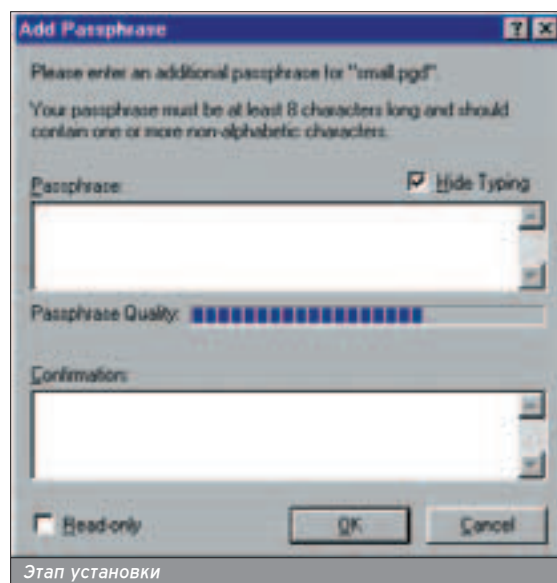 Add Passphrase
Please enter an additional passphrase for "small.pgd".
Your passphrase must be at least 8 characters long and should
contain one or more non-alphabetic characters.
Passphrase: Hide Typing
Passphrase Quality:
Confirmation:
Read-only OK Cancel
Этап установки